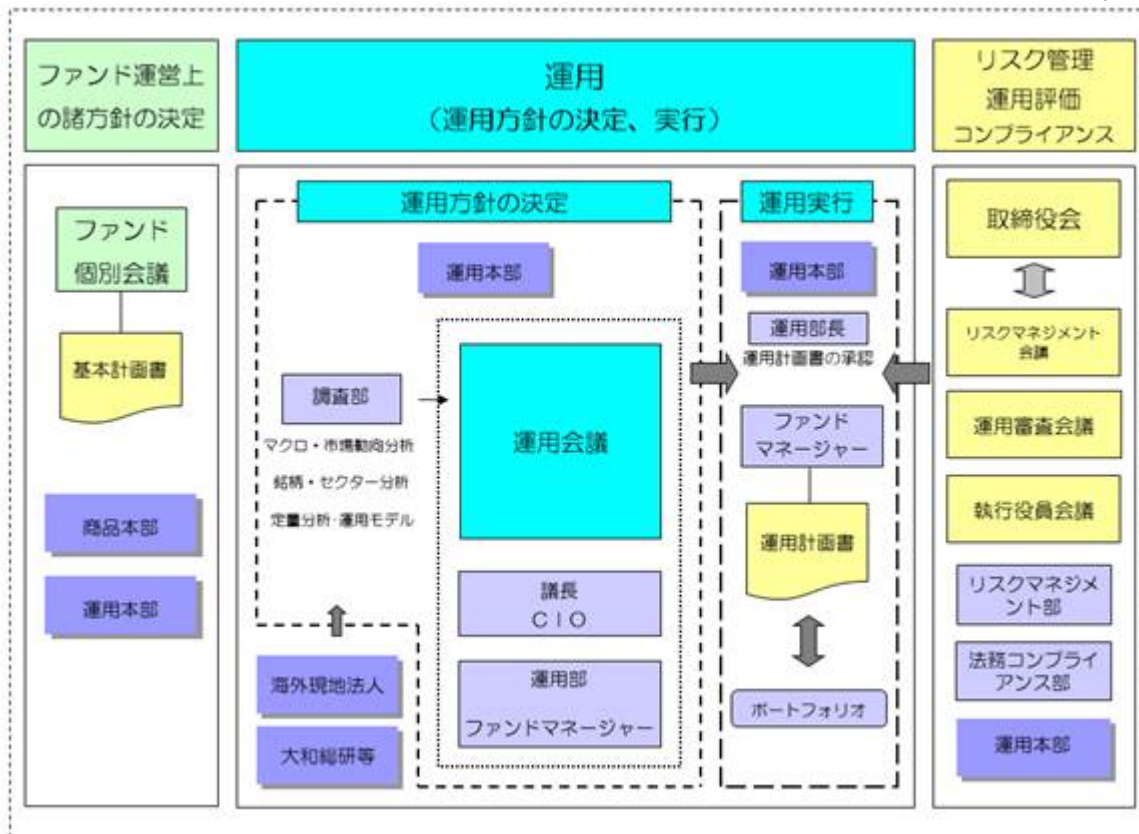 ファンド運営上
の諸方針の決定
運用
（運用方針の決定、実行）
リスク管理
運用評価
コンプライアンス
ファンド
個別会議
基本計画書
商品本部
運用本部
運用方針の決定
運用本部
調査部
マクロ・市場動向分析
銘柄・セクター分析
定量分析・運用モデル
海外現地法人
大和総研等
運用会議
議長
ＣＩＯ
運用部
ファンドマネージャー
運用実行
運用本部
運用部長
運用計画書の承認
ファンド
マネージャー
運用計画書
ポートフォリオ
取締役会
リスクマネジメント
会議
運用審査会議
執行役員会議
リスクマネジメ
ント部
法務コンプライ
アンス部
運用本部